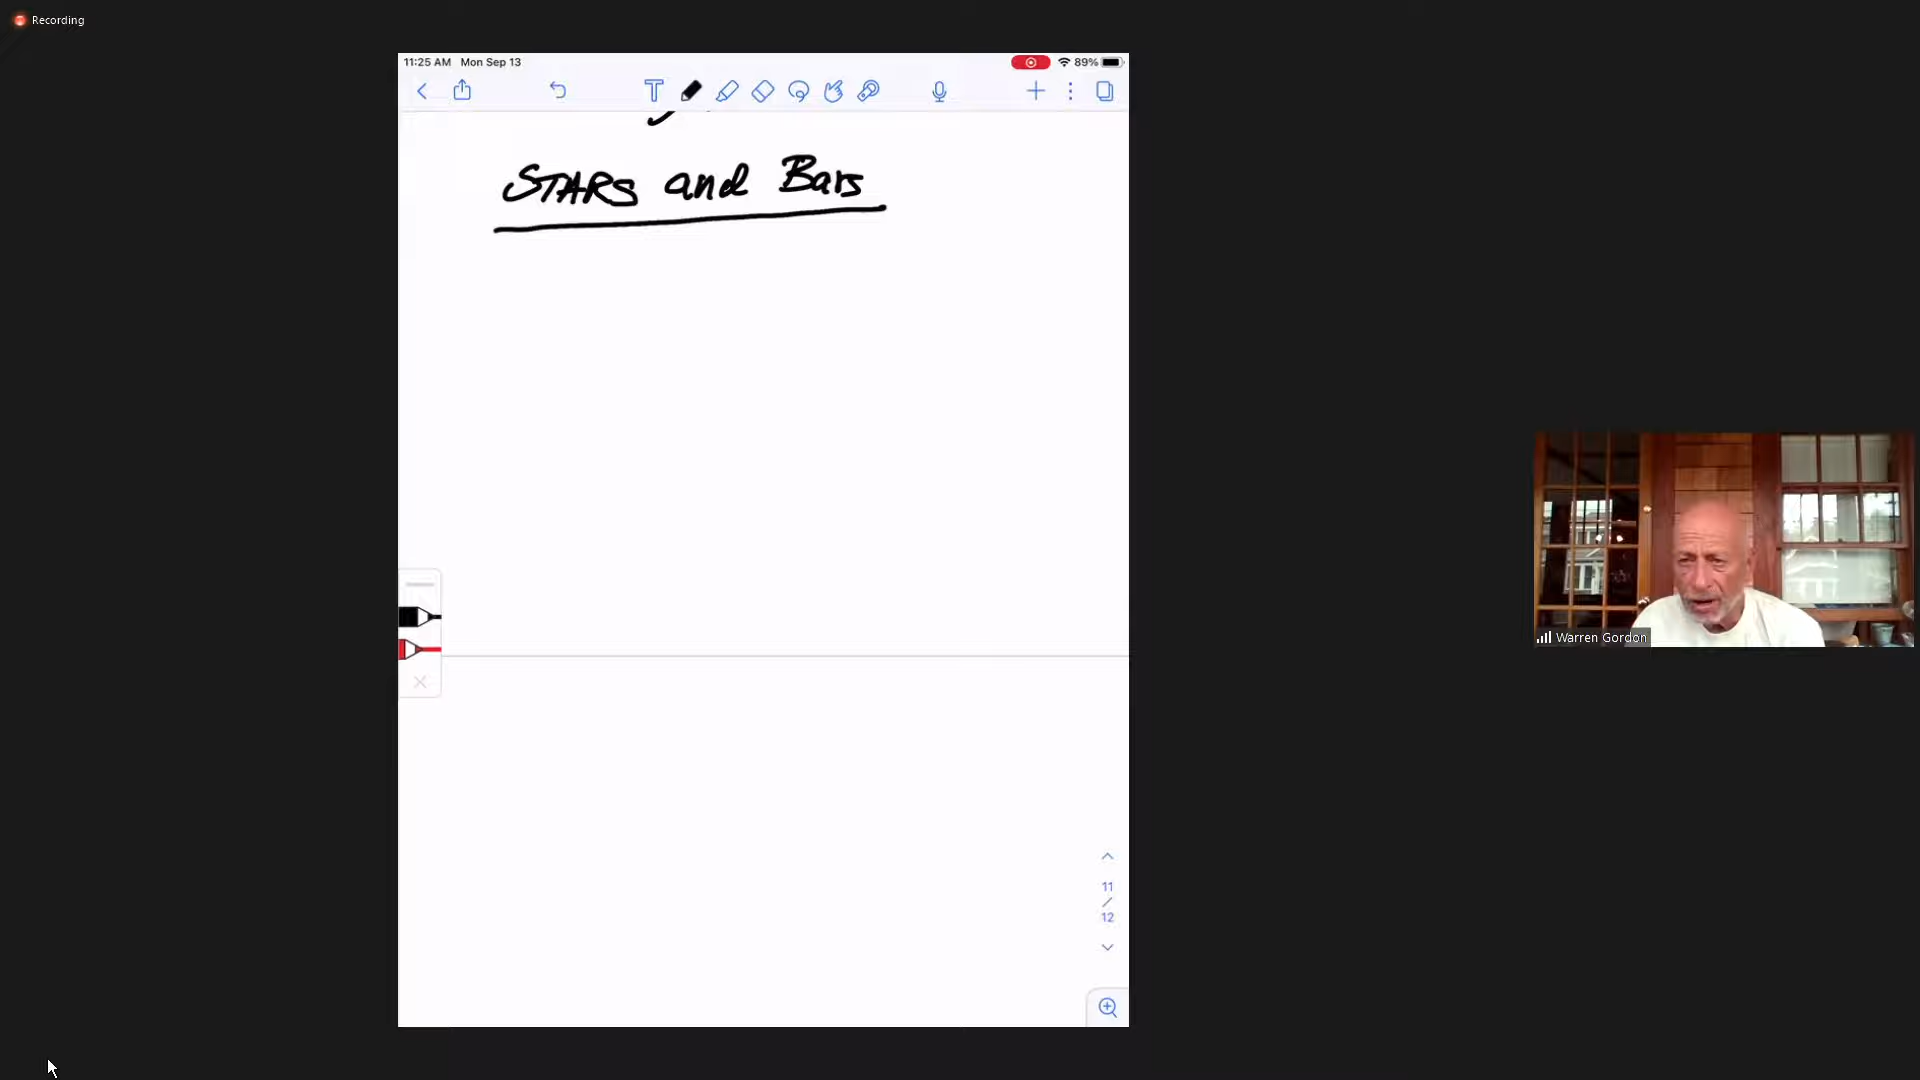 Recording
11:25 AM Mon Sep 13
89%
T
STARS and Bars
Warren Gordon
11
/
12